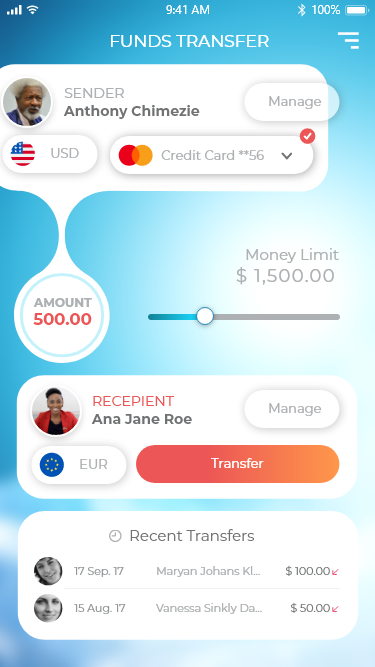 9:41 AM
100%
FUNDS TRANSFER
SENDER
Anthony Chimezie
Manage
USD
Credit Card **56
Money Limit
$ 1,500.00
AMOUNT
500.00
RECEPIENT
Ana Jane Roe
Manage
EUR
Transfer
Recent Transfers
17 Sep. 17 Maryan Johans Kl... $ 100.00
15 Aug. 17 Vanessa Sinkly Da... $ 50.00